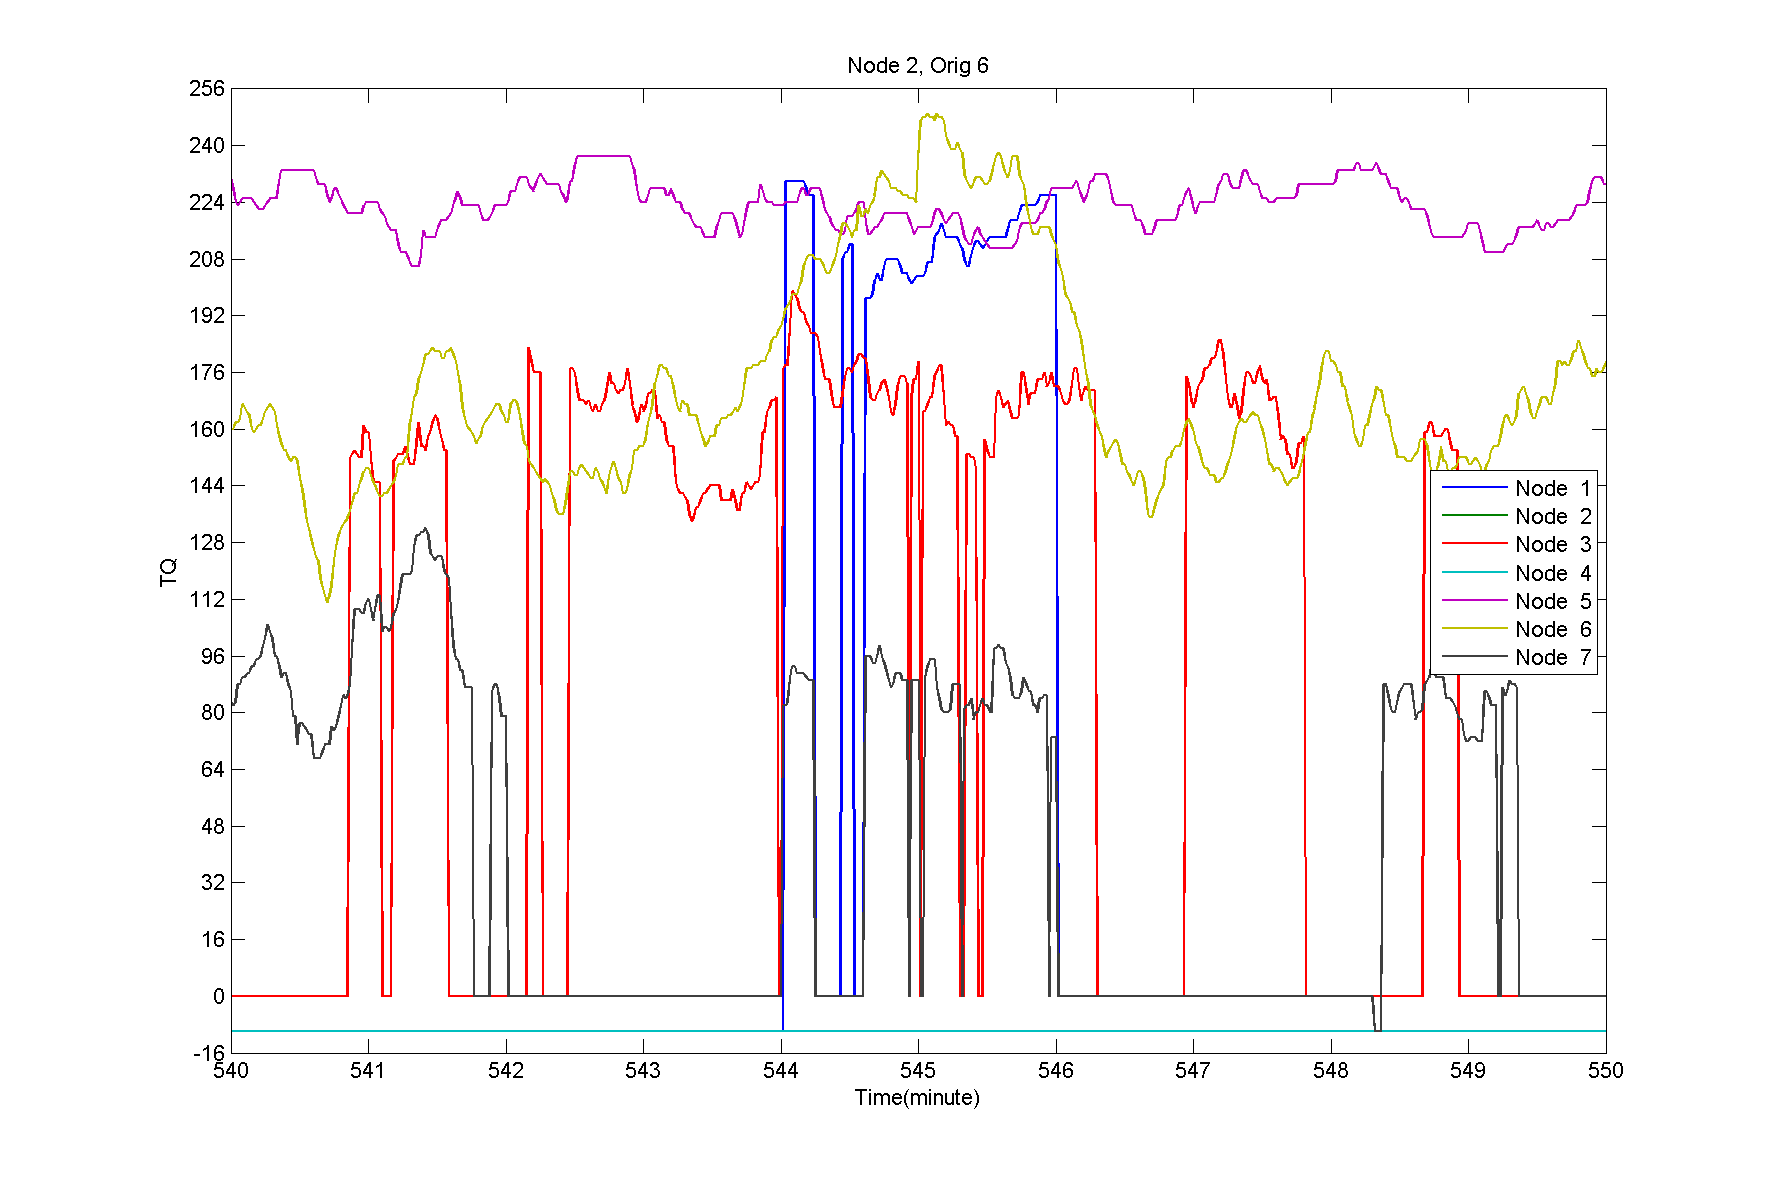 Node 2, Orig 6
256
240
224
208
192
176
160
144
128
112
96
80
64
48
32
16
0
-16
TQ
540 541 542 543 544 545 546 547 548 549 550
Time(minute)
Node 1
Node 2
Node 3
Node 4
Node 5
Node 6
Node 7